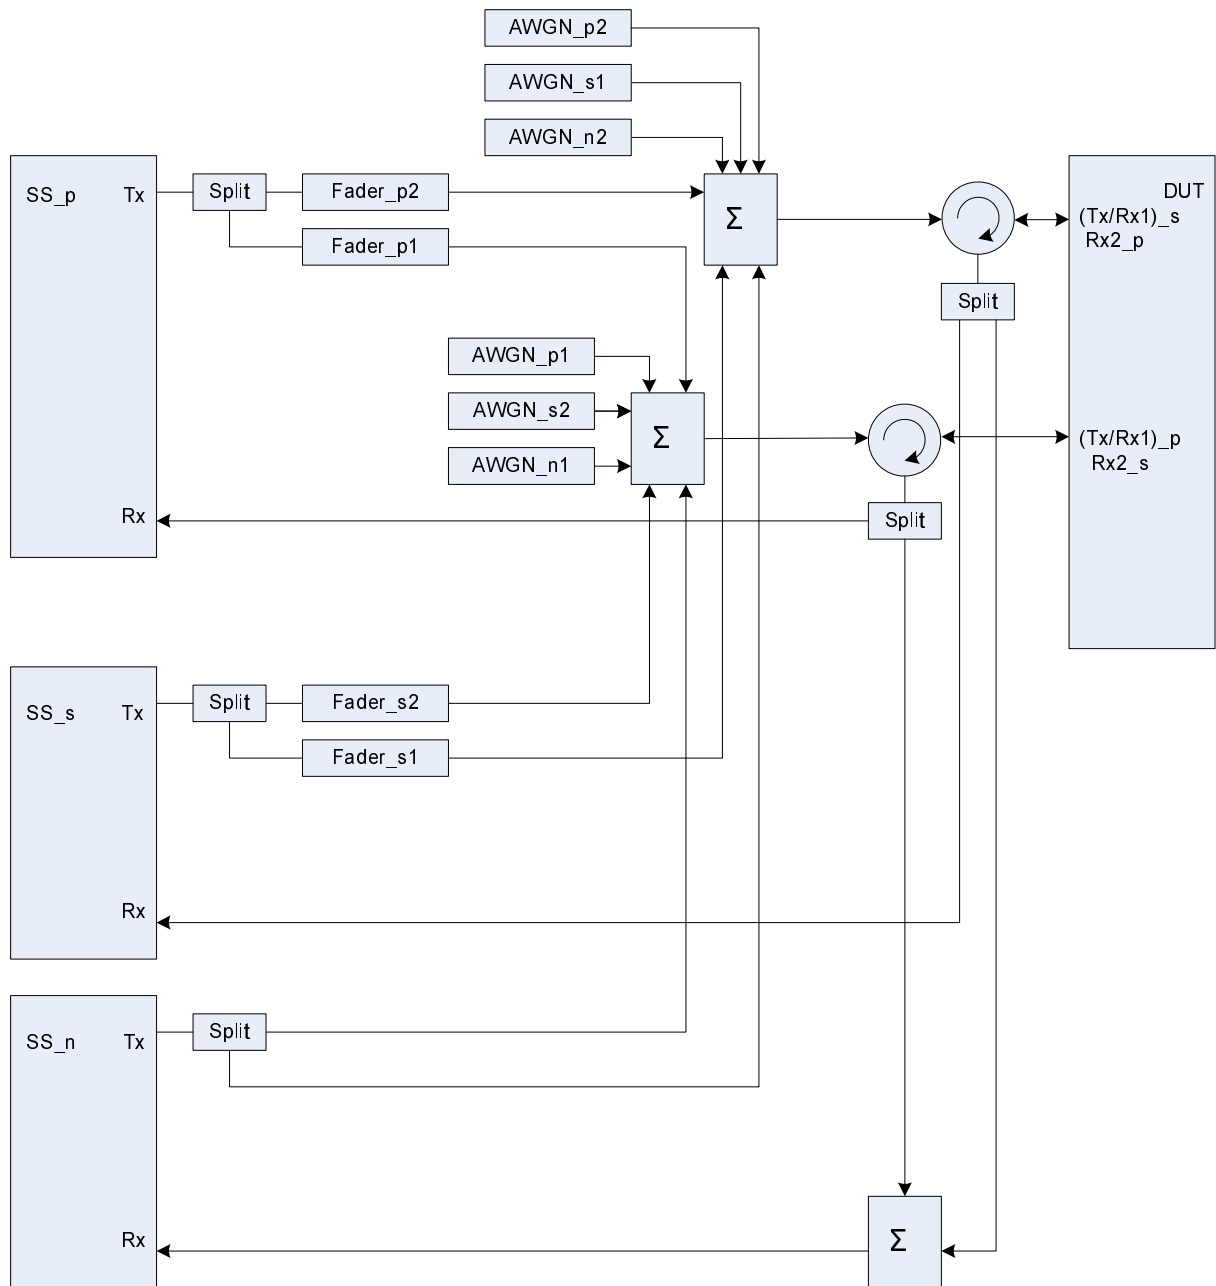 AWGN_p2
AWGN_s1
AWGN_n2
SS_p Tx
Split
Fader_p2
Fader_p1
Σ
DUT
(Tx/Rx1)_s
Rx2_p
Split
AWGN_p1
AWGN_s2
AWGN_n1
Σ
(Tx/Rx1)_p
Rx2_s
Rx
Split
SS_s Tx
Split
Fader_s2
Fader_s1
Rx
SS_n Tx
Split
Rx
Σ